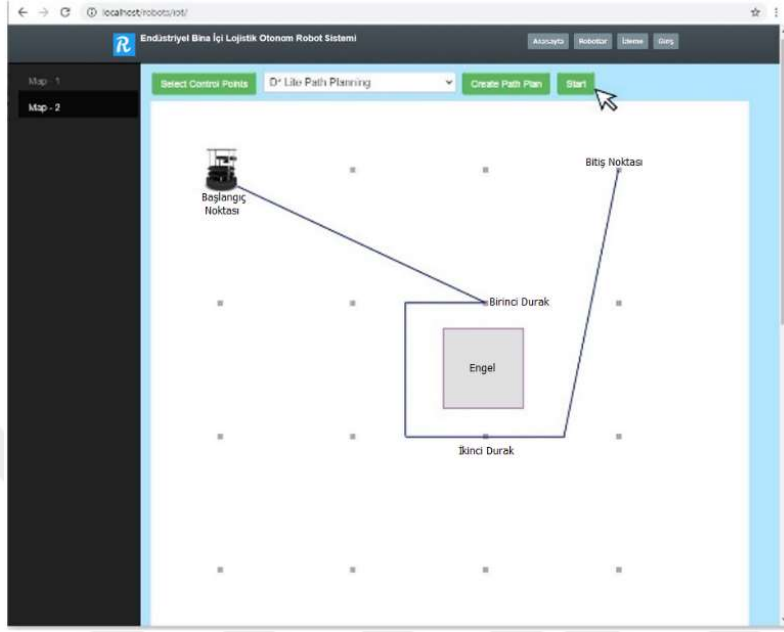 localhost/robots/iot/
R
Endüstriyel Bina İçi Lojistik Otonom Robot Sistemi
Anasayfa
Robotlar
İzleme
Giriş
Map - 1
Map - 2
Select Control Points
D* Lite Path Planning
Create Path Plan
Start
Başlangıç
Noktası
Bitiş Noktası
Birinci Durak
Engel
İkinci Durak